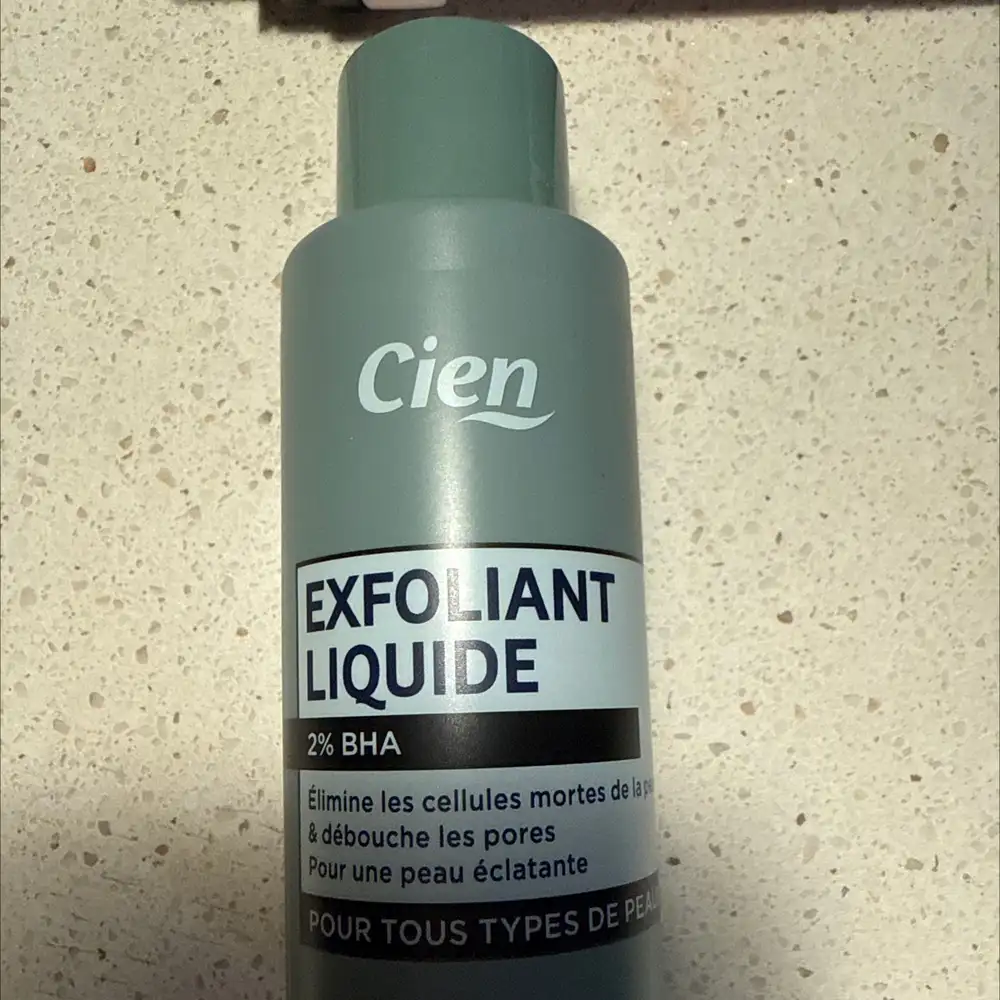 Cien
EXFOLIANT
LIQUIDE
2% BHA
Élimine les cellules mortes de la
& débouche les pores
Pour une peau éclatante
POUR TOUS TYPES DE